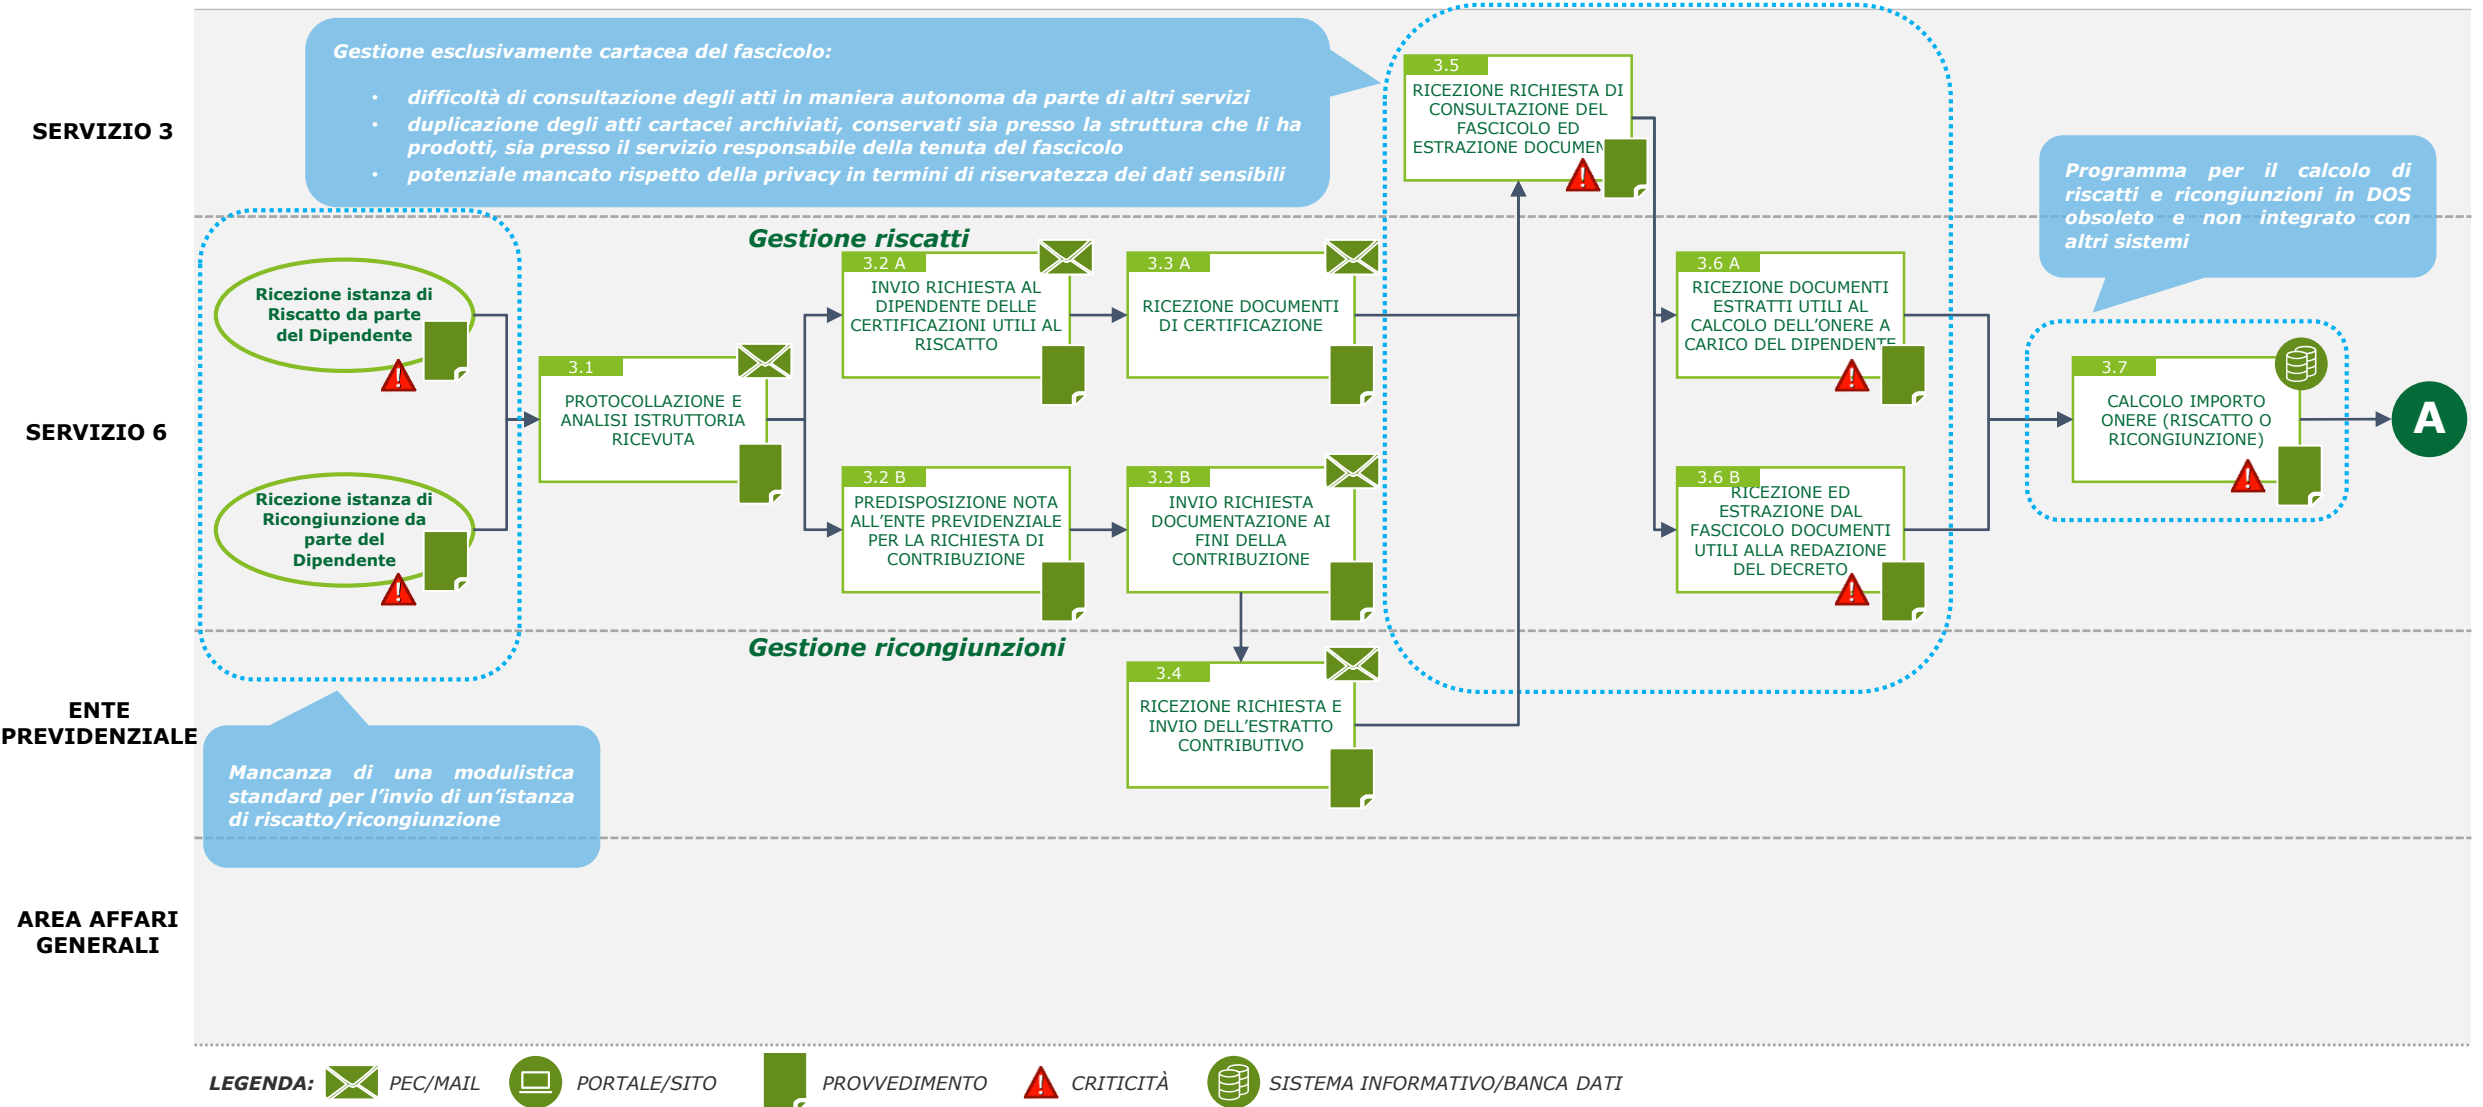 Gestione esclusivamente cartacea del fascicolo:
• difficoltà di consultazione degli atti in maniera autonoma da parte di altri servizi
• duplicazione degli atti cartacei archiviati, conservati sia presso la struttura che li ha
prodotti, sia presso il servizio responsabile della tenuta del fascicolo
• potenziale mancato rispetto della privacy in termini di riservatezza dei dati sensibili
SERVIZIO 3
3.5
RICEZIONE RICHIESTA DI
CONSULTAZIONE DEL
FASCICOLO ED
ESTRAZIONE DOCUMEN
Programma per il calcolo di
riscatti e ricongiunzioni in DOS
obsoleto e non integrato con
altri sistemi
SERVIZIO 6
Gestione riscatti
Ricezione istanza di
Riscatto da parte
del Dipendente
Ricezione istanza di
Ricongiunzione da
parte del
Dipendente
3.1
PROTOCOLLAZIONE E
ANALISI ISTRUTTORIA
RICEVUTA
3.2 A
INVIO RICHIESTA AL
DIPENDENTE DELLE
CERTIFICAZIONI UTILI AL
RISCATTO
3.3 A
RICEZIONE DOCUMENTI
DI CERTIFICAZIONE
3.2 B
PREDISPOSIZIONE NOTA
ALL'ENTE PREVIDENZIALE
PER LA RICHIESTA DI
CONTRIBUZIONE
3.3 B
INVIO RICHIESTA
DOCUMENTAZIONE AI
FINI DELLA
CONTRIBUZIONE
3.6 A
RICEZIONE DOCUMENTI
ESTRATTI UTILI AL
CALCOLO DELL'ONERE A
CARICO DEL DIPENDENTE
3.6 B
RICEZIONE ED
ESTRAZIONE DAL
FASCICOLO DOCUMENTI
UTILI ALLA REDAZIONE
DEL DECRETO
3.7
CALCOLO IMPORTO
ONERE (RISCATTO O
RICONGIUNZIONE)
A
Gestione ricongiunzioni
ENTE
PREVIDENZIALE
3.4
RICEZIONE RICHIESTA E
INVIO DELL'ESTRATTO
CONTRIBUTIVO
Mancanza di una modulistica
standard per l'invio di un'istanza
di riscatto/ricongiunzione
AREA AFFARI
GENERALI
LEGENDA: PEC/MAIL PORTALE/SITO PROVVEDIMENTO CRITICITÀ SISTEMA INFORMATIVO/BANCA DATI